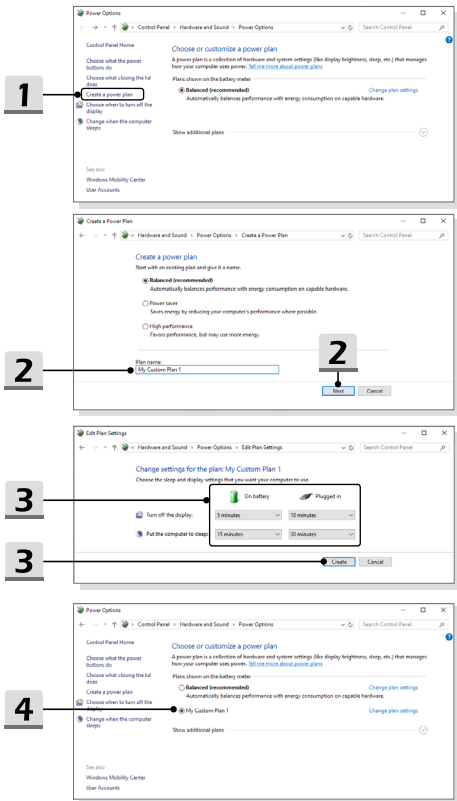 Power Options
Control Panel › Hardware and Sound › Power Options
Search Control Panel
Control Panel Home
Choose what the power
buttons do
Choose what closing the lid
does
Create a power plan
Choose when to turn off the
display
Change when the computer
sleeps
See also
Windows Mobility Center
User Accounts
Choose or customize a power plan
A power plan is a collection of hardware and system settings (like display brightness, sleep, etc.) that manages
how your computer uses power. Tell me more about power plans
Plans shown on the battery meter
Balanced (recommended)
Change plan settings
Automatically balances performance with energy consumption on capable hardware.
Show additional plans
1
Create a Power Plan
« Hardware and Sound › Power Options › Create a Power Plan
Search Control Panel
Create a power plan
Start with an existing plan and give it a name.
Balanced (recommended)
Automatically balances performance with energy consumption on capable hardware.
Power saver
Saves energy by reducing your computer's performance where possible.
High performance
Favors performance, but may use more energy.
Plan name:
My Custom Plan 1
2
2
Next
Cancel
Edit Plan Settings
« Hardware and Sound › Power Options › Edit Plan Settings
Search Control Panel
Change settings for the plan: My Custom Plan 1
Choose the sleep and display settings that you want your computer to use.
On battery
Plugged in
Turn off the display:
5 minutes
10 minutes
Put the computer to sleep:
15 minutes
30 minutes
3
3
Create
Cancel
Power Options
Control Panel › Hardware and Sound › Power Options
Search Control Panel
Control Panel Home
Choose what the power
buttons do
Choose what closing the lid
does
Create a power plan
Choose when to turn off the
display
Change when the computer
sleeps
See also
Windows Mobility Center
User Accounts
Choose or customize a power plan
A power plan is a collection of hardware and system settings (like display brightness, sleep, etc.) that manages
how your computer uses power. Tell me more about power plans
Plans shown on the battery meter
Balanced (recommended)
Change plan settings
Automatically balances performance with energy consumption on capable hardware.
4
My Custom Plan 1
Change plan settings
Show additional plans